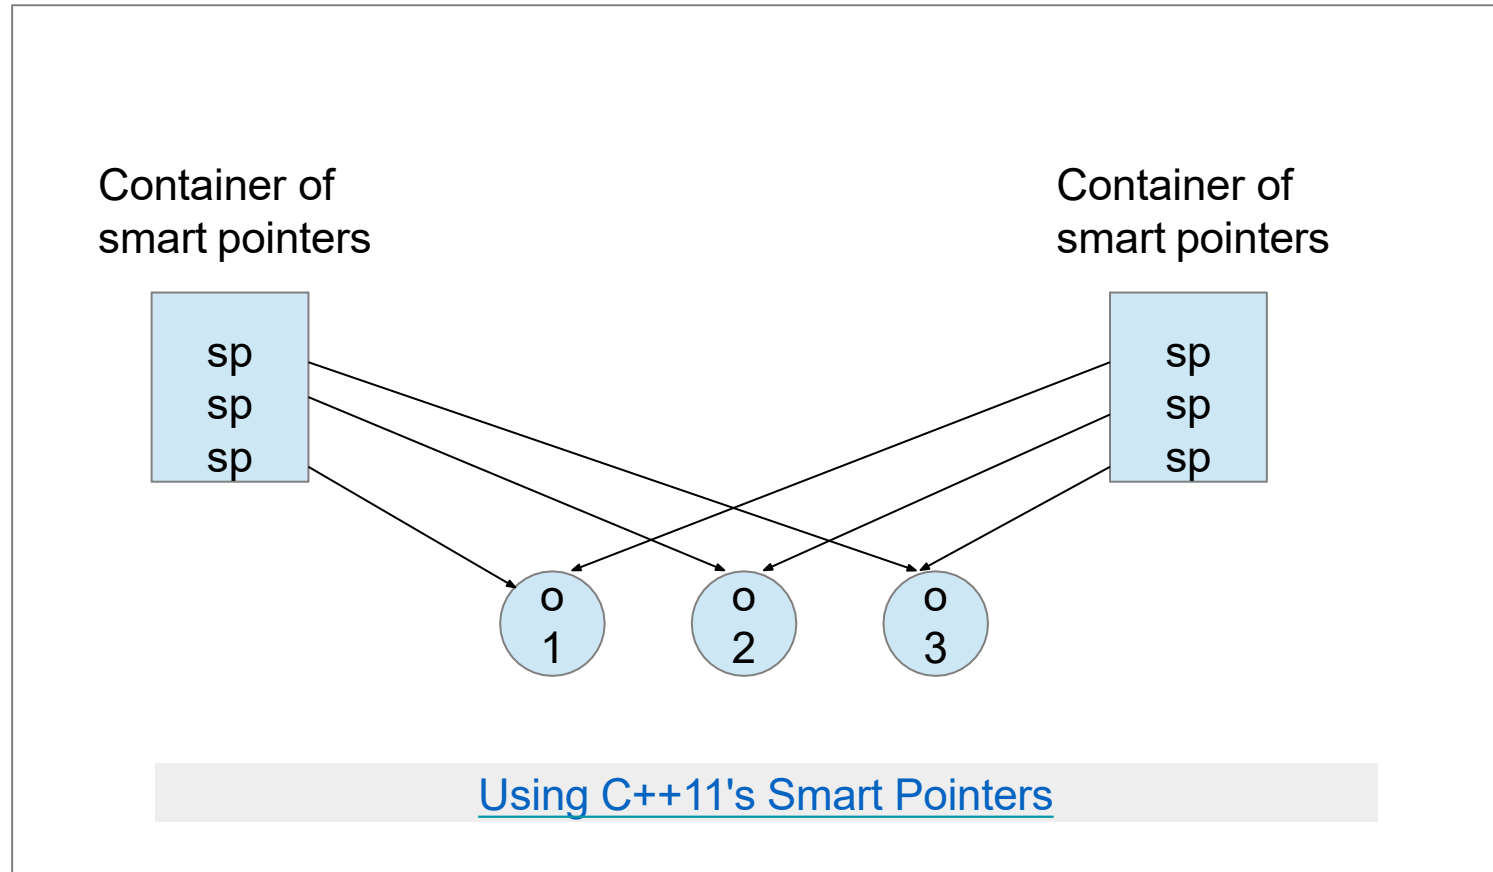 Container of
smart pointers
sp
sp
sp
Container of
smart pointers
sp
sp
sp
o
1
o
2
o
3
Using C++11's Smart Pointers